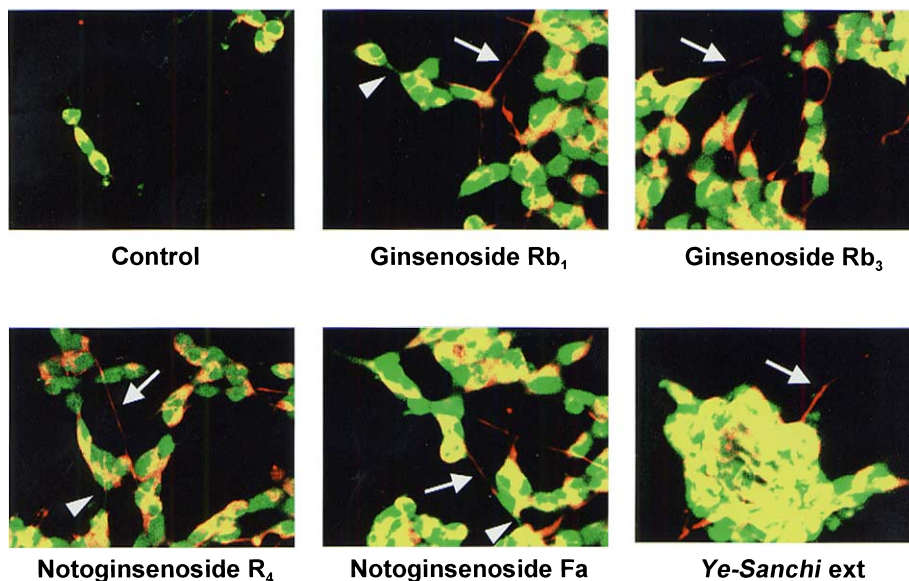 Control
Ginsenoside Rb₁
Ginsenoside Rb₃
Notoginsenoside R₄
Notoginsenoside Fa
Ye-Sanchi ext